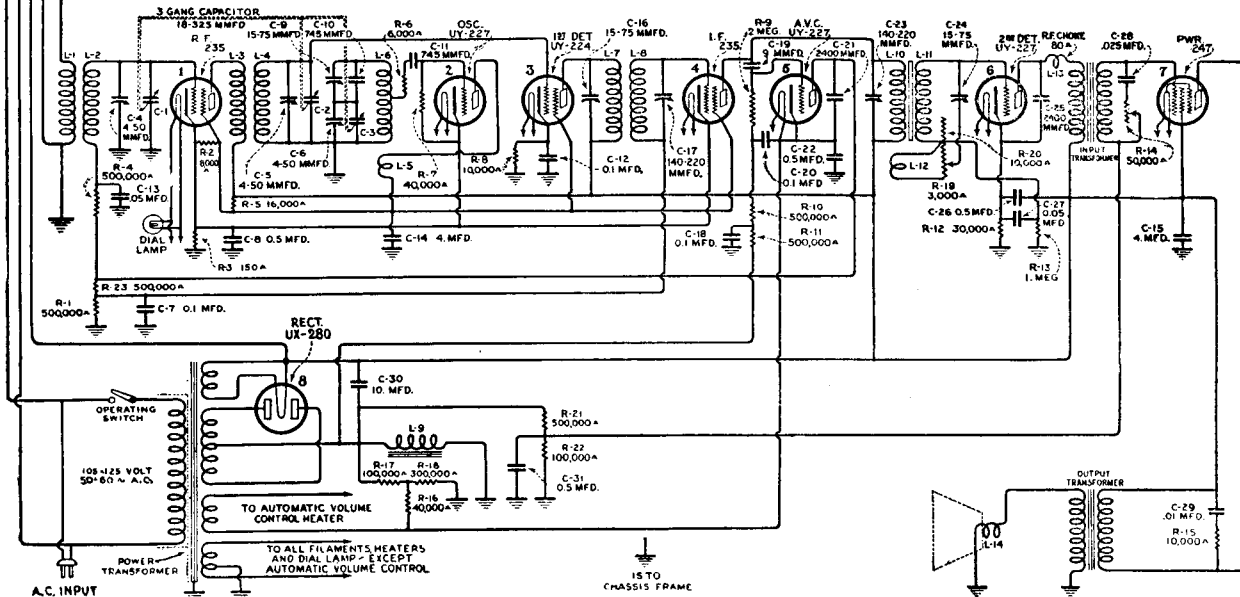 3 GANG CAPACITOR
18-325 MMFD
C-9
15-75 MMFD
C-10
745 MMFD
R-6
6,000
C-11
745 MMFD.
OSC.
UY-227
1ST DET
UY-224
C-16
15-75 MMFD
I.F.
235
R-9
2 MEG.
C-19
MMFD
A.V.C.
UY-227
C-21
2400 MMFD
C-23
140-220
MMFD
C-24
15-75
MMFD
2ND DET
UY-227
R.F. CHOKE
80
L-13
C-28
.025 MFD
PWR
247
R.F.
235
L-1
L-2
L-3
L-4
L-6
L-7
L-8
L-10
L-11
1
2
3
4
5
6
7
C-4
4-50
MMFD.
C-1
C-2
C-3
R-2
8000
C-5
4-50 MMFD.
C-6
4-50 MMFD
L-5
R-7
40,000
R-8
10,000
C-12
0.1 MFD.
C-17
140-220
MMFD.
C-22
0.5 MFD.
C-20
0.1 MFD
L-12
R-20
10,000
C-25
2400
MMFD
INPUT
TRANSFORMER
R-14
50,000
R-4
500,000
C-13
.05 MFD
DIAL
LAMP
R-5 16,000
C-8 0.5 MFD.
R3 150
C-14 4. MFD.
C-18
0.1 MFD
R-10
500,000
R-11
500,000
R-19
3,000
C-26 0.5 MFD.
R-12 30,000
C-27
0.05
MFD
R-13
1. MEG
C-15
4. MFD.
R-23 500,000
R-1
500,000
C-7 0.1 MFD.
RECT.
UX-280
8
C-30
10. MFD.
OPERATING
SWITCH
L-9
R-17
100,000
R-18
300,000
R-16
40,000
R-21
500,000
R-22
100,000
C-31
0.5 MFD.
105-125 VOLT
50-60 ~ A.C.
TO AUTOMATIC VOLUME
CONTROL HEATER
TO ALL FILAMENTS, HEATERS
AND DIAL LAMP - EXCEPT
AUTOMATIC VOLUME CONTROL
POWER
TRANSFORMER
A.C. INPUT
IS TO
CHASSIS FRAME
L-14
OUTPUT
TRANSFORMER
C-29
.01 MFD.
R-15
10,000